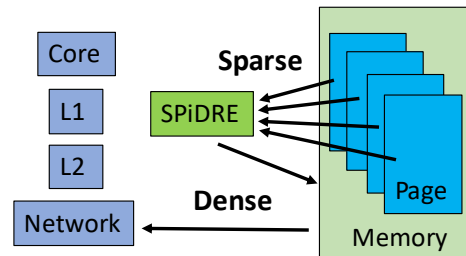 Core
Sparse
L1
SPiDRE
L2
Page
Dense
Network
Memory